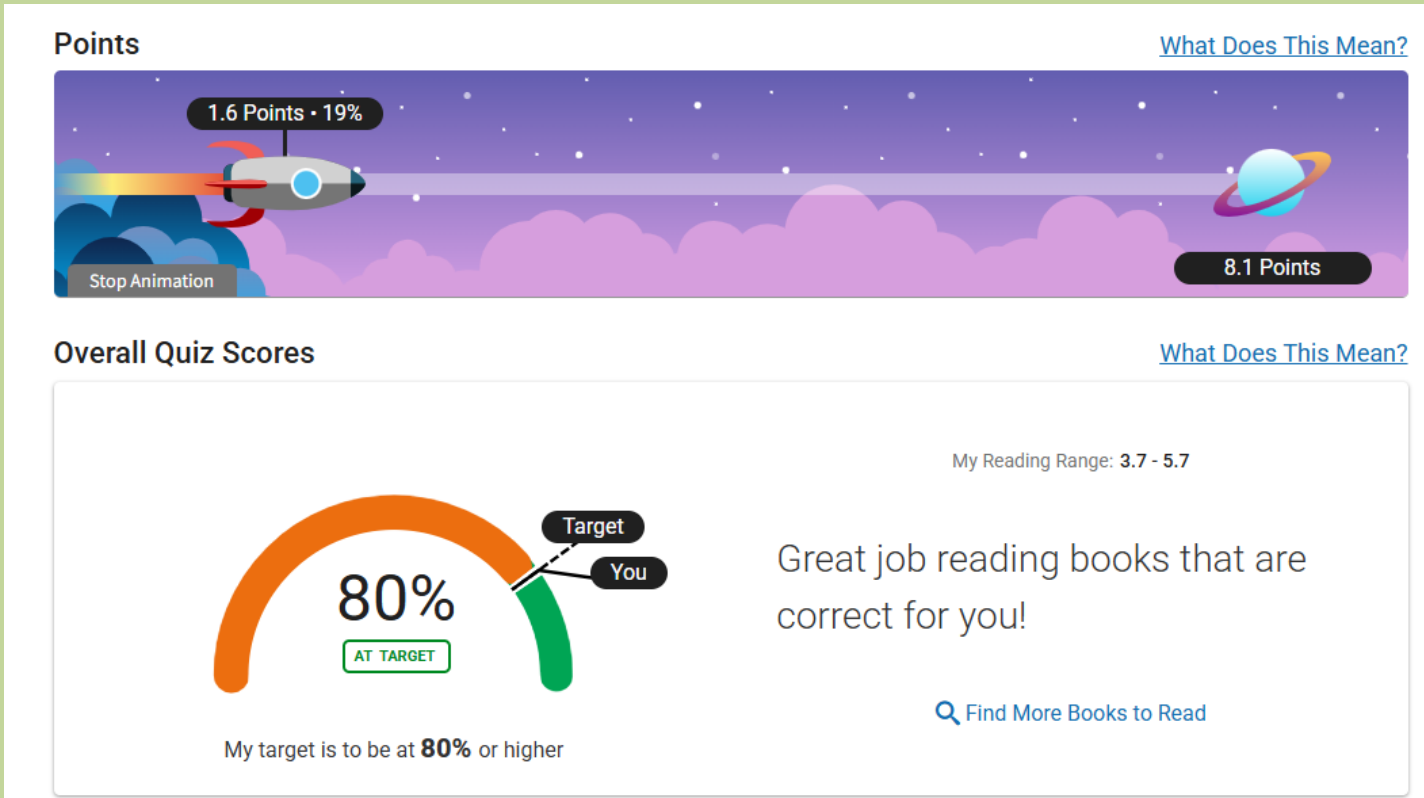 Points
What Does This Mean?
1.6 Points • 19%
8.1 Points
Stop Animation
Overall Quiz Scores
What Does This Mean?
My Reading Range: 3.7 - 5.7
Target
You
80%
AT TARGET
My target is to be at 80% or higher
Great job reading books that are
correct for you!
Find More Books to Read